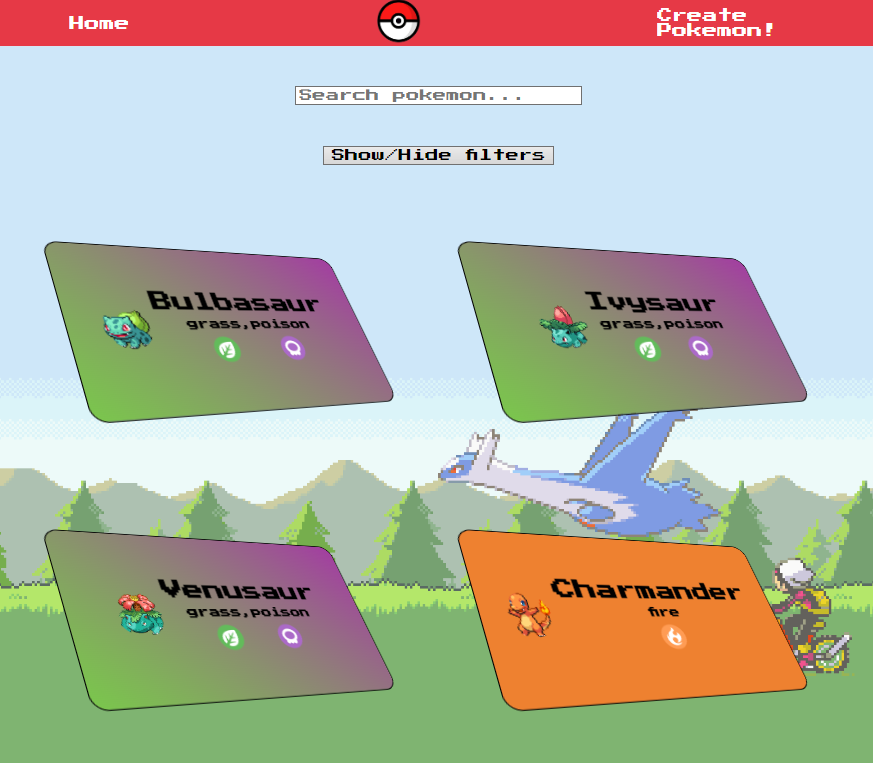 Home
Create
Pokemon!
Search pokemon...
Show/Hide filters
Bulbasaur
grass,poison
Ivysaur
grass,poison
Venusaur
grass,poison
Charmander
fire